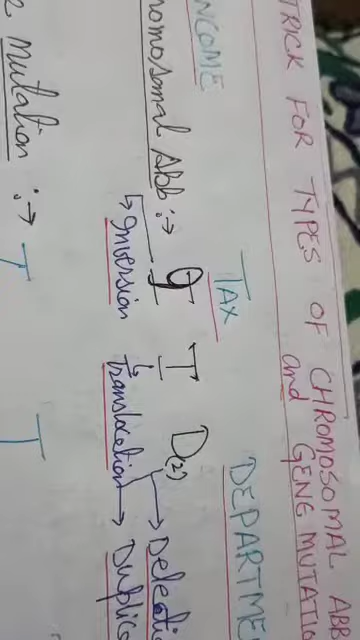 TRICK FOR TYPES OF CHROMOSOMAL ABB
and GENE MUTATIO
INCOME TAX DEPARTME
omosomal Abb :→ I T D(2)
↳ Inversion ↳ Translocation → Deletio
→ Duplic
e Mutation :→ T T